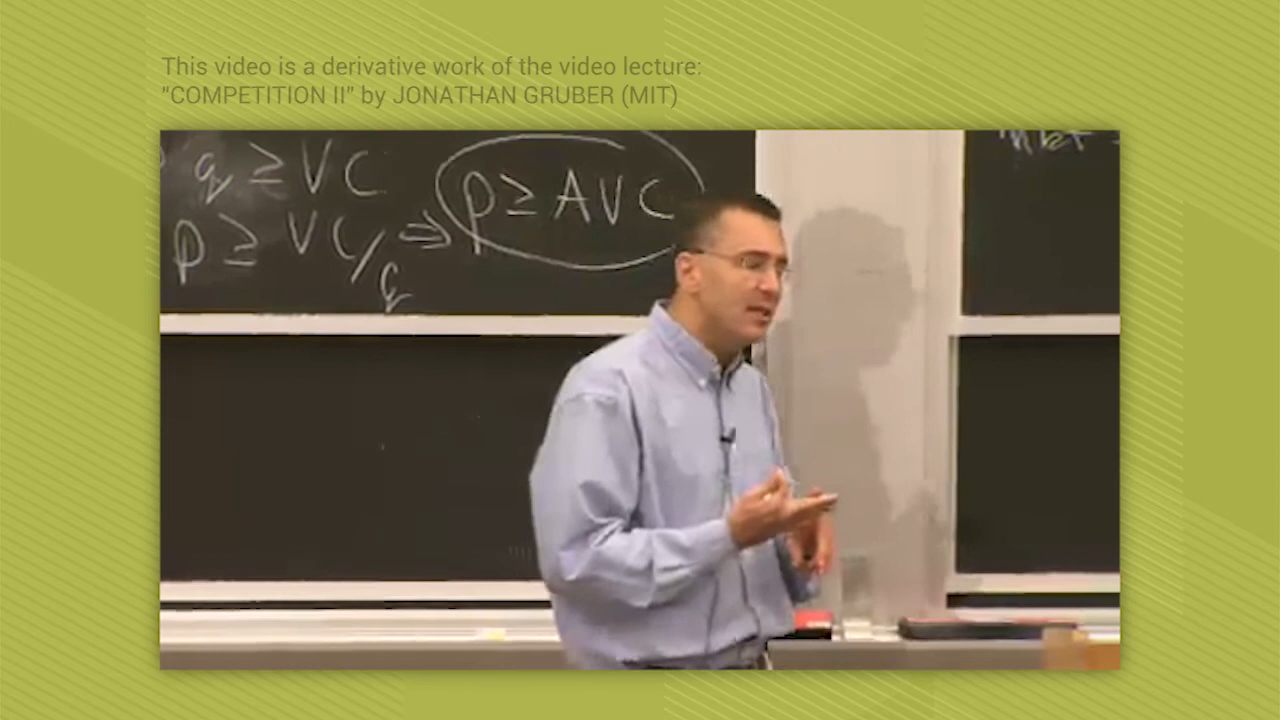 This video is a derivative work of the video lecture:
"COMPETITION II" by JONATHAN GRUBER (MIT)
q ≥ VC
p ≥ VC/q ⇒ p ≥ AVC